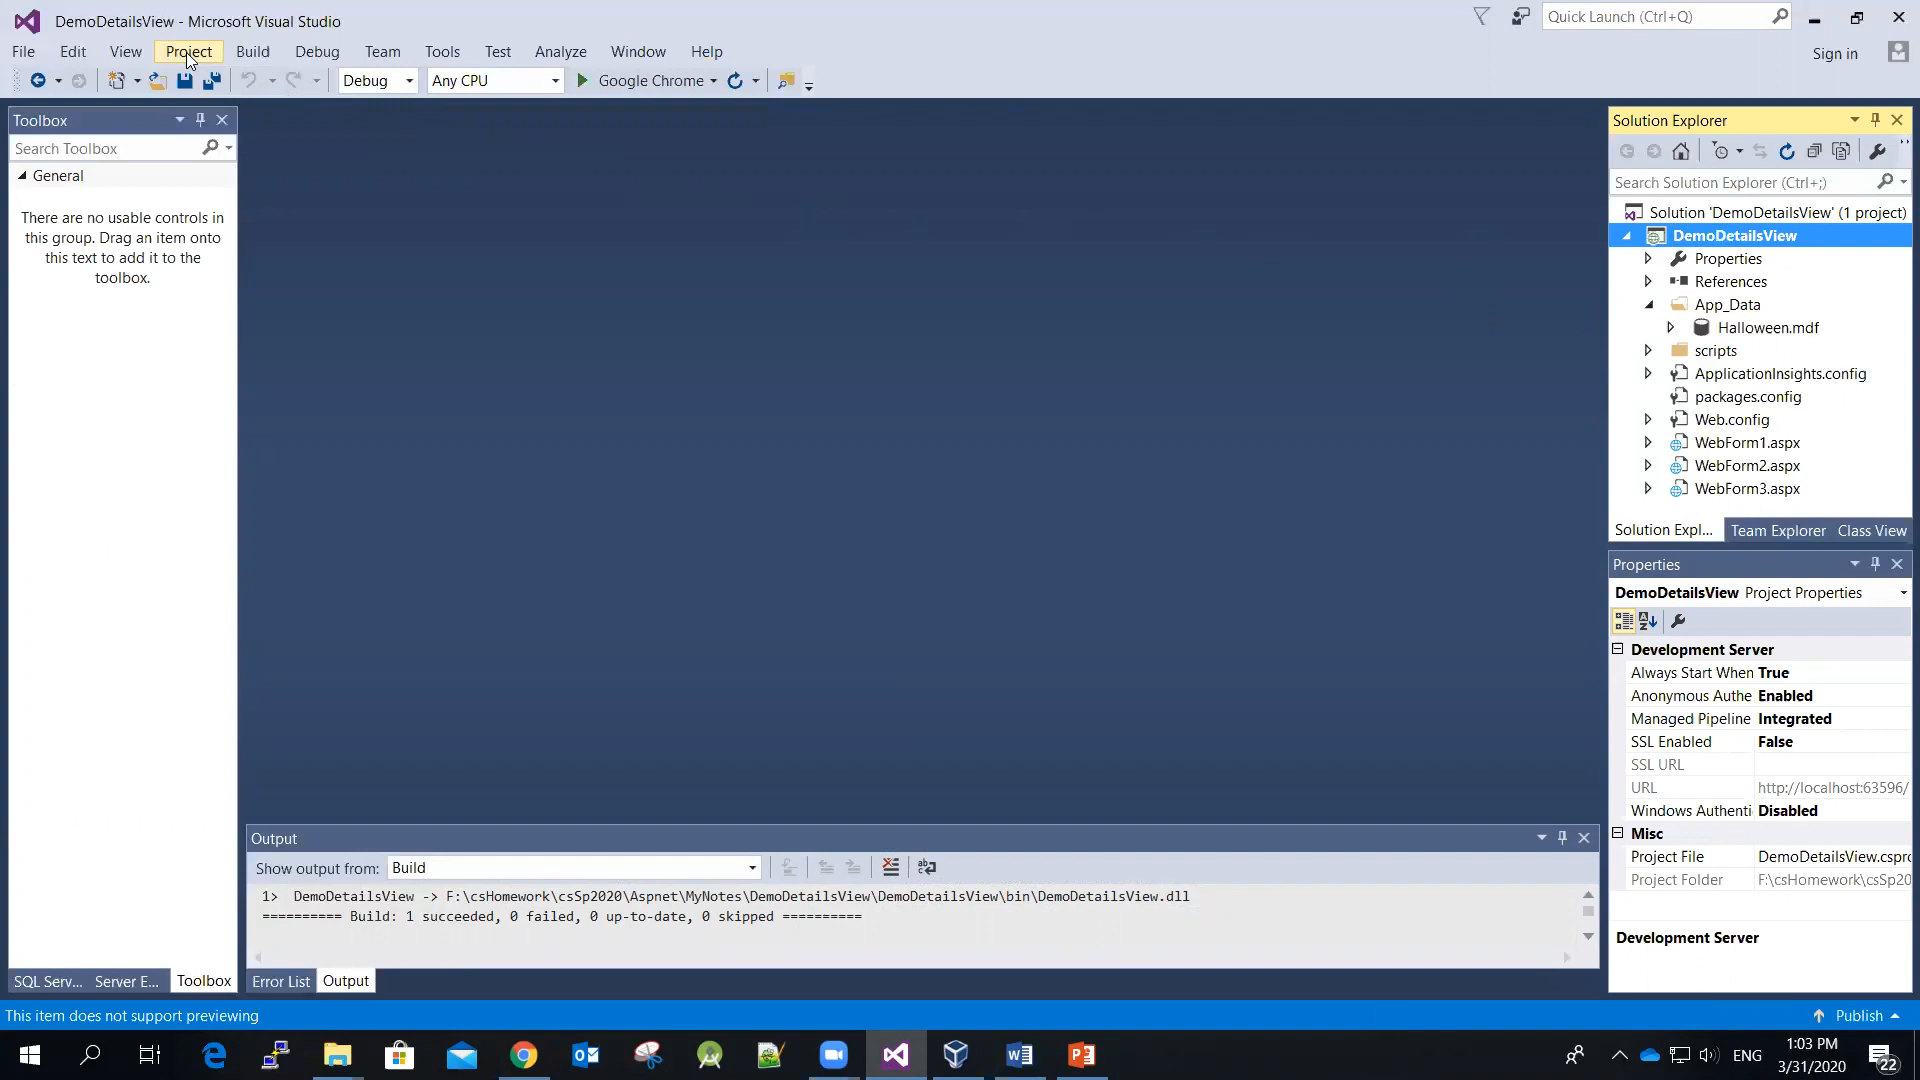 DemoDetailsView - Microsoft Visual Studio
Quick Launch (Ctrl+Q)
File Edit View Project Build Debug Team Tools Test Analyze Window Help
Sign in
Debug Any CPU Google Chrome
Toolbox
Search Toolbox
General
There are no usable controls in
this group. Drag an item onto
this text to add it to the
toolbox.
SQL Serv... Server E... Toolbox
Solution Explorer
Search Solution Explorer (Ctrl+;)
Solution 'DemoDetailsView' (1 project)
DemoDetailsView
Properties
References
App_Data
Halloween.mdf
scripts
ApplicationInsights.config
packages.config
Web.config
WebForm1.aspx
WebForm2.aspx
WebForm3.aspx
Solution Expl... Team Explorer Class View
Properties
DemoDetailsView Project Properties
Development Server
Always Start When True
Anonymous Authe Enabled
Managed Pipeline Integrated
SSL Enabled False
SSL URL
URL http://localhost:63596/
Windows Authenti Disabled
Misc
Project File DemoDetailsView.cspro
Project Folder F:\csHomework\csSp20
Development Server
Output
Show output from: Build
1> DemoDetailsView -> F:\csHomework\csSp2020\Aspnet\MyNotes\DemoDetailsView\DemoDetailsView\bin\DemoDetailsView.dll
========== Build: 1 succeeded, 0 failed, 0 up-to-date, 0 skipped ==========
Error List Output
This item does not support previewing
Publish
ENG
1:03 PM
3/31/2020
22